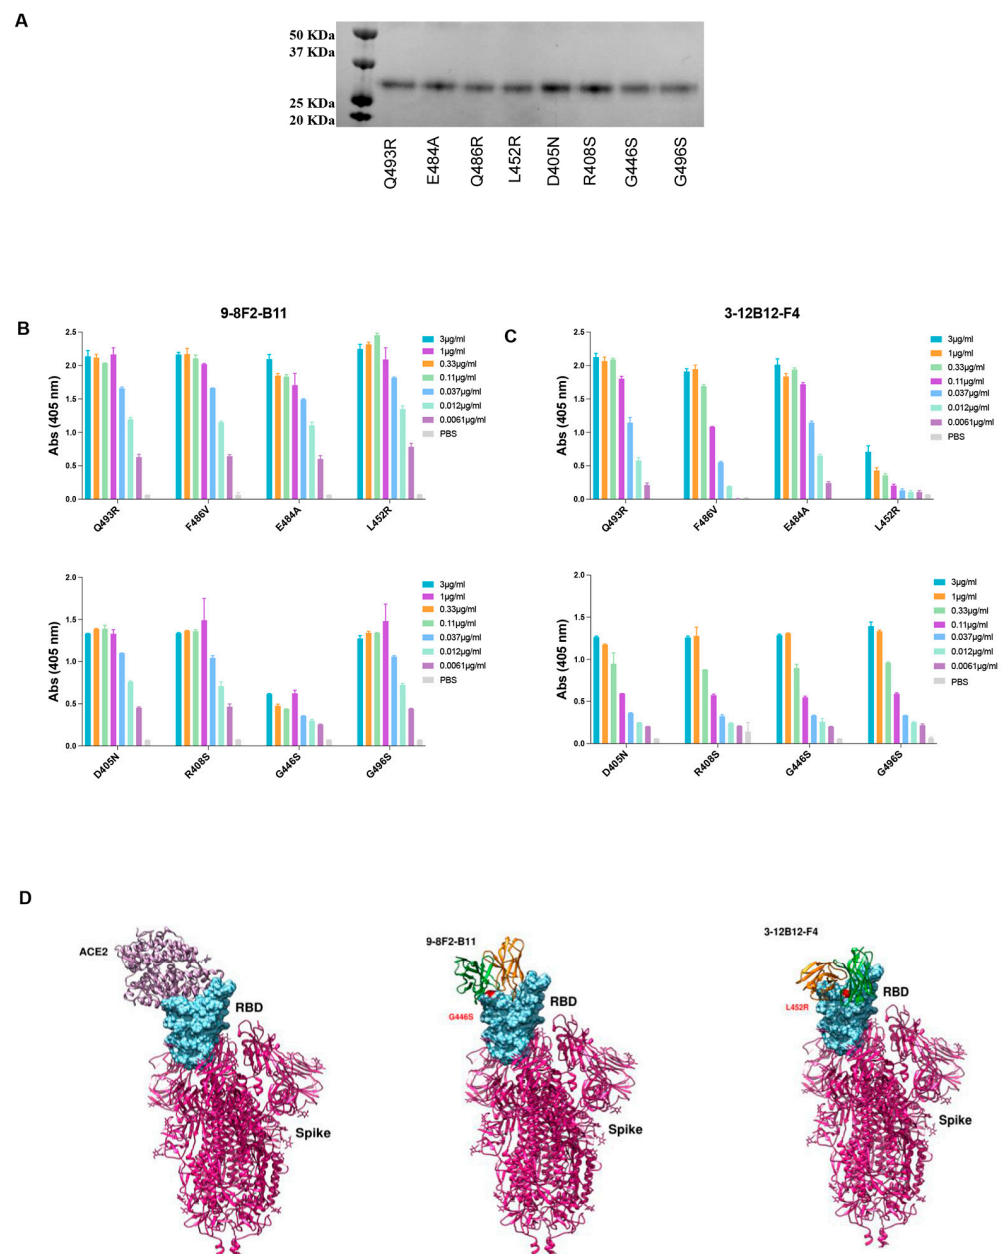 A
50 KDa
37 KDa
25 KDa
20 KDa
Q493R
E484A
Q486R
L452R
D405N
R408S
G446S
G496S
B
9-8F2-B11
Abs (405 nm)
2.5
2.0
1.5
1.0
0.5
0.0
Q493R
F486V
E484A
L452R
3µg/ml
1µg/ml
0.33µg/ml
0.11µg/ml
0.037µg/ml
0.012µg/ml
0.0061µg/ml
PBS
Abs (405 nm)
2.0
1.5
1.0
0.5
0.0
D405N
R408S
G446S
G496S
3µg/ml
1µg/ml
0.33µg/ml
0.11µg/ml
0.037µg/ml
0.012µg/ml
0.0061µg/ml
PBS
C
3-12B12-F4
Abs (405 nm)
2.5
2.0
1.5
1.0
0.5
0.0
Q493R
F486V
E484A
L452R
3µg/ml
1µg/ml
0.33µg/ml
0.11µg/ml
0.037µg/ml
0.012µg/ml
0.0061µg/ml
PBS
Abs (405 nm)
2.0
1.5
1.0
0.5
0.0
D405N
R408S
G446S
G496S
3µg/ml
1µg/ml
0.33µg/ml
0.11µg/ml
0.037µg/ml
0.012µg/ml
0.0061µg/ml
PBS
D
ACE2
RBD
Spike
9-8F2-B11
G446S
RBD
Spike
3-12B12-F4
L452R
RBD
Spike